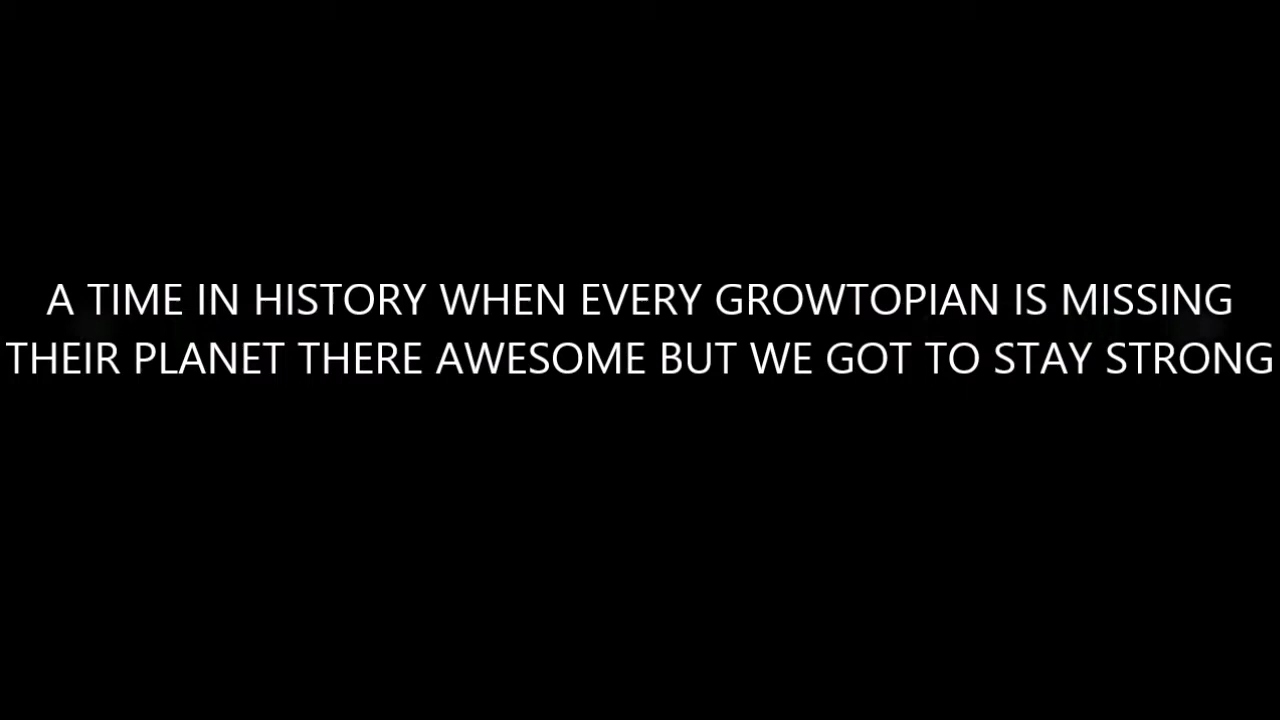 A TIME IN HISTORY WHEN EVERY GROWTOPIAN IS MISSING
THEIR PLANET THERE AWESOME BUT WE GOT TO STAY STRONG